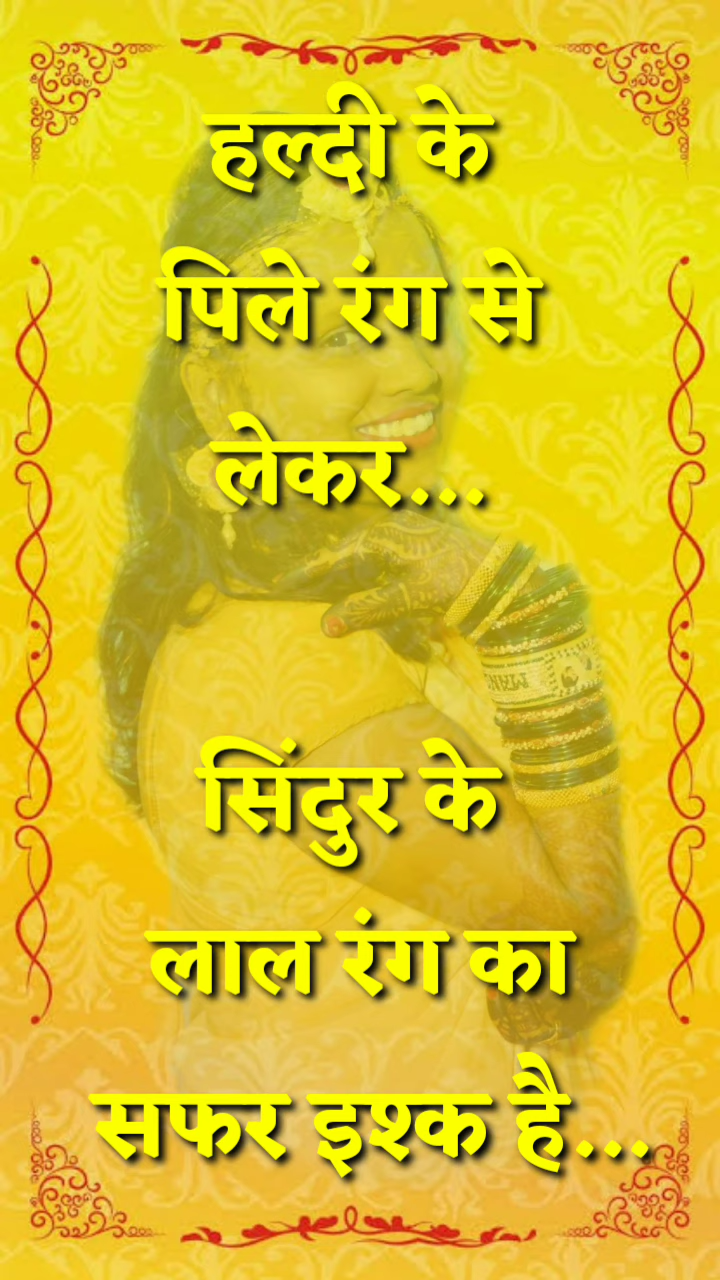 हल्दी के
पिले रंग से
लेकर...
सिंदुर के
लाल रंग का
सफर इश्क है...